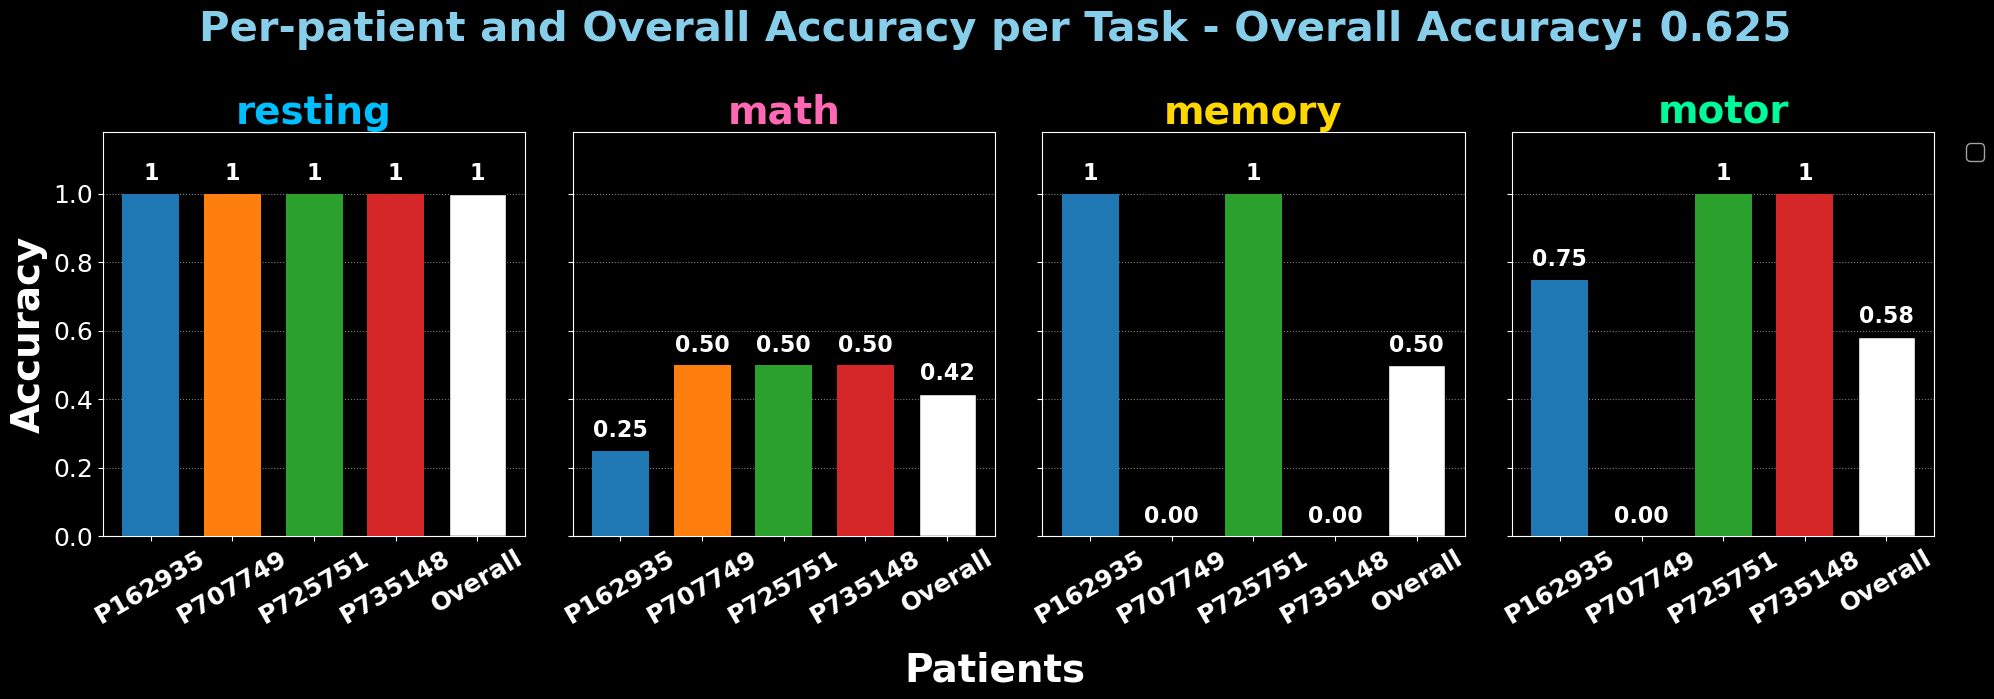 Per-patient and Overall Accuracy per Task - Overall Accuracy: 0.625
resting
math
memory
motor
Accuracy
1.0
0.8
0.6
0.4
0.2
0.0
1 1 1 1 1
0.25 0.50 0.50 0.50 0.42
1 0.00 1 0.00 0.50
0.75 0.00 1 1 0.58
P162935 P707749 P725751 P735148 Overall
P162935 P707749 P725751 P735148 Overall
P162935 P707749 P725751 P735148 Overall
P162935 P707749 P725751 P735148 Overall
Patients